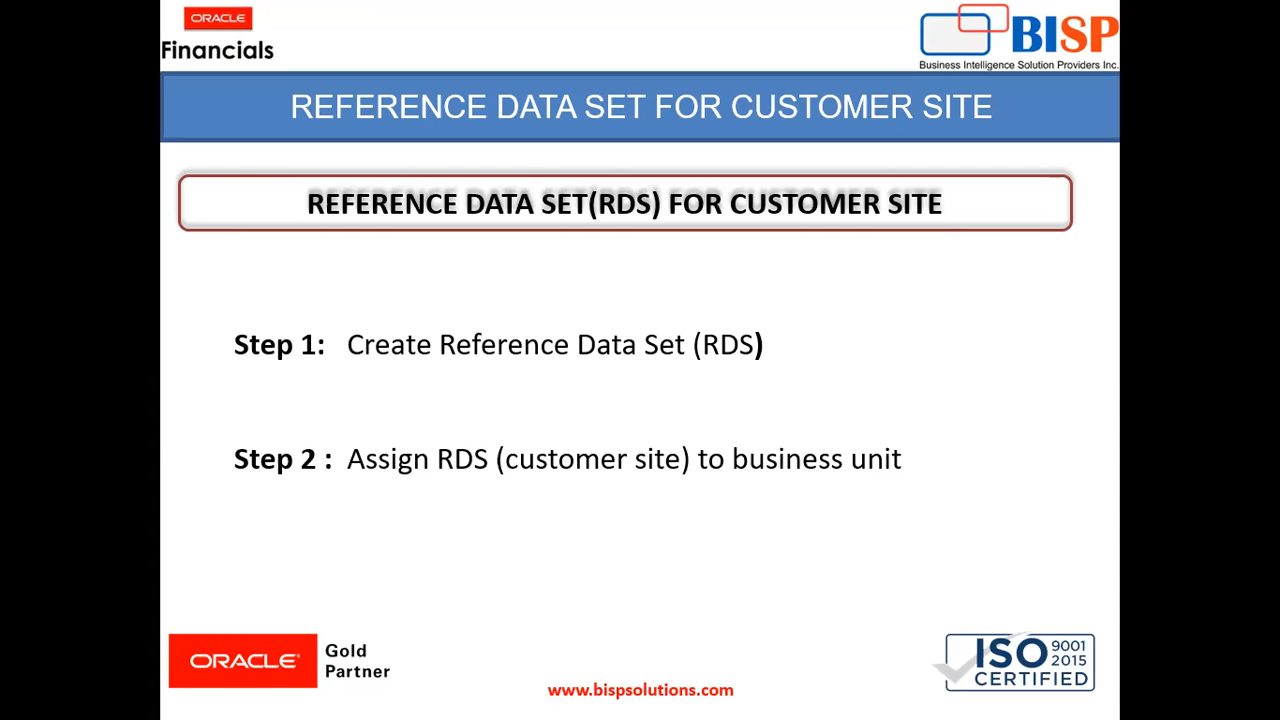 ORACLE
Financials
BISP
Business Intelligence Solution Providers Inc.
REFERENCE DATA SET FOR CUSTOMER SITE
REFERENCE DATA SET(RDS) FOR CUSTOMER SITE
Step 1: Create Reference Data Set (RDS)
Step 2 : Assign RDS (customer site) to business unit
ORACLE®
Gold
Partner
www.bispsolutions.com
ISO 9001
2015
CERTIFIED